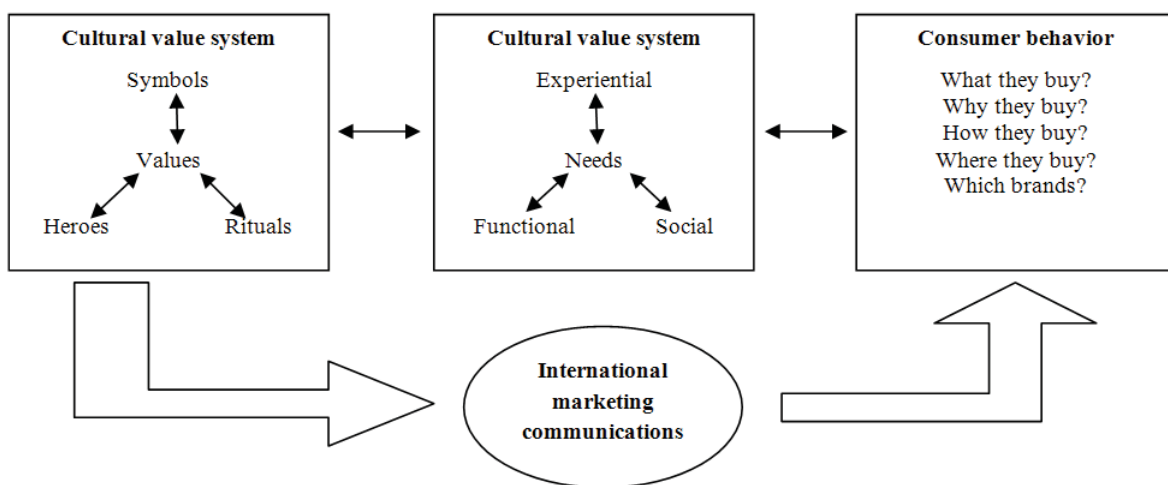 Cultural value system
Symbols
Values
Heroes
Rituals
Cultural value system
Experiential
Needs
Functional
Social
Consumer behavior
What they buy?
Why they buy?
How they buy?
Where they buy?
Which brands?
International
marketing
communications